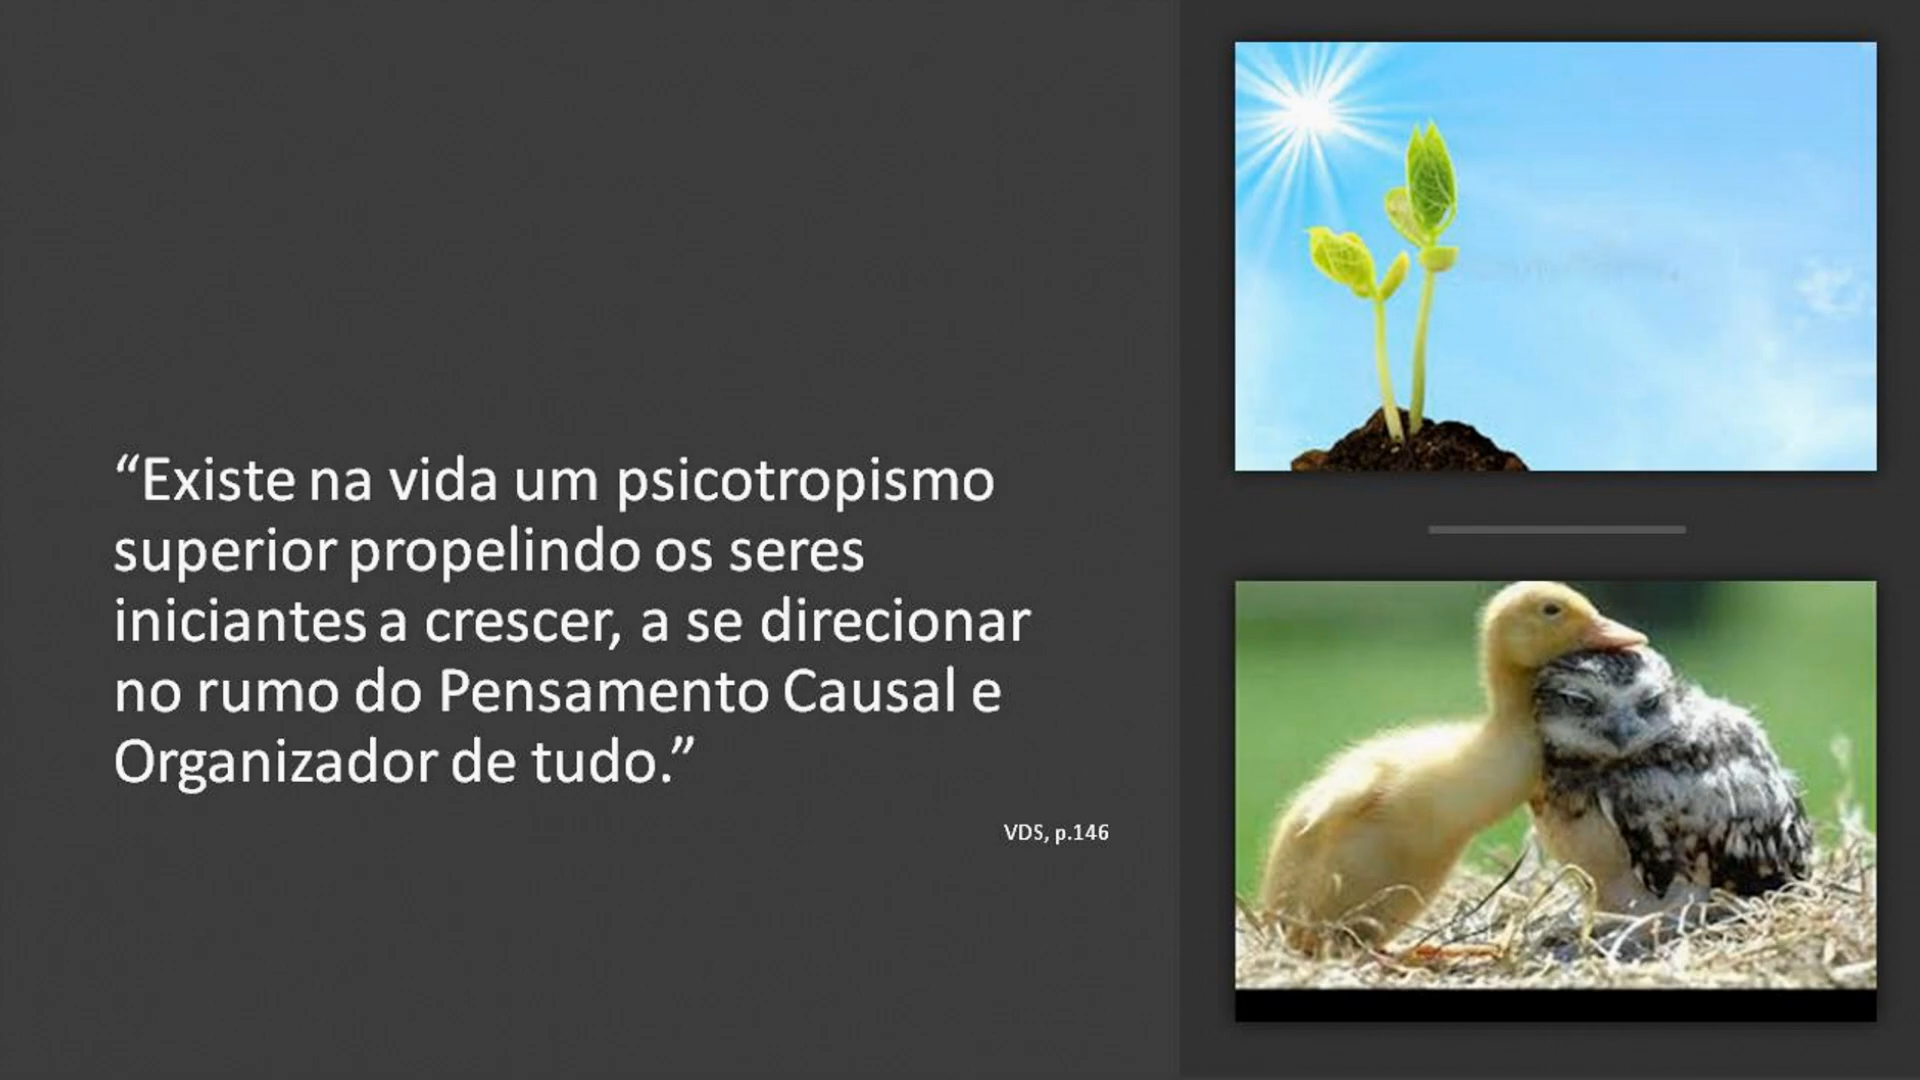 “Existe na vida um psicotropismo
superior propelindo os seres
iniciantes a crescer, a se direcionar
no rumo do Pensamento Causal e
Organizador de tudo.”
VDS, p.146